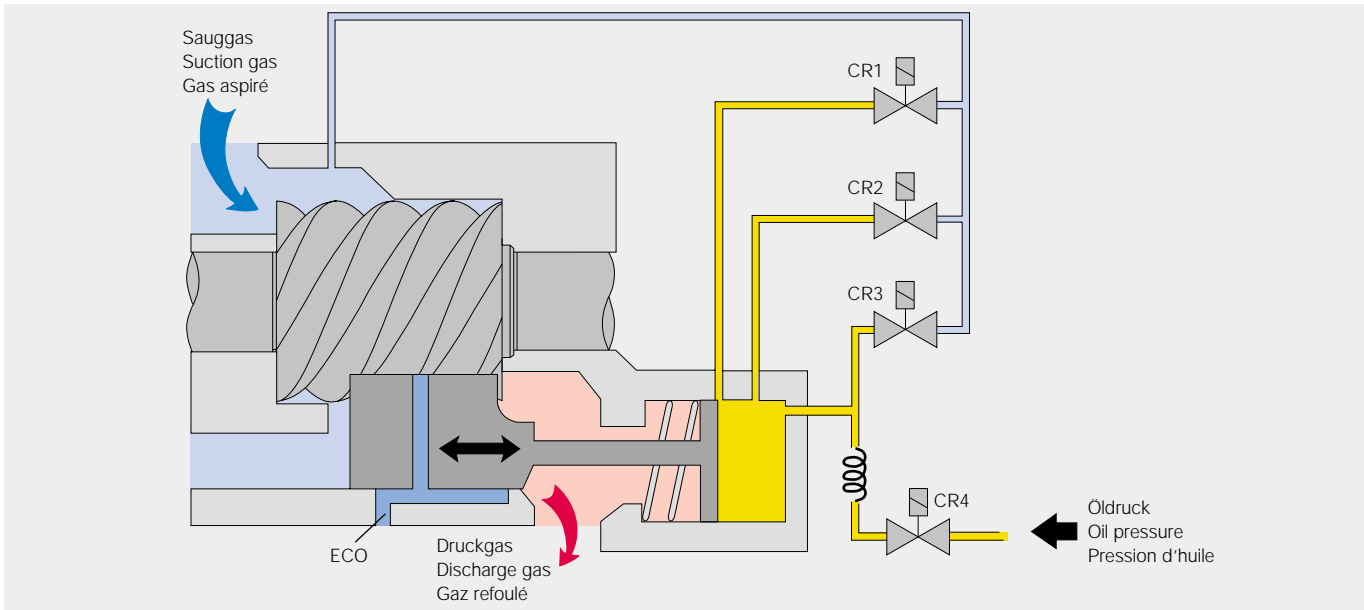 Sauggas
Suction gas
Gas aspiré
CR1
CR2
CR3
CR4
Öldruck
Oil pressure
Pression d’huile
ECO
Druckgas
Discharge gas
Gaz refoulé